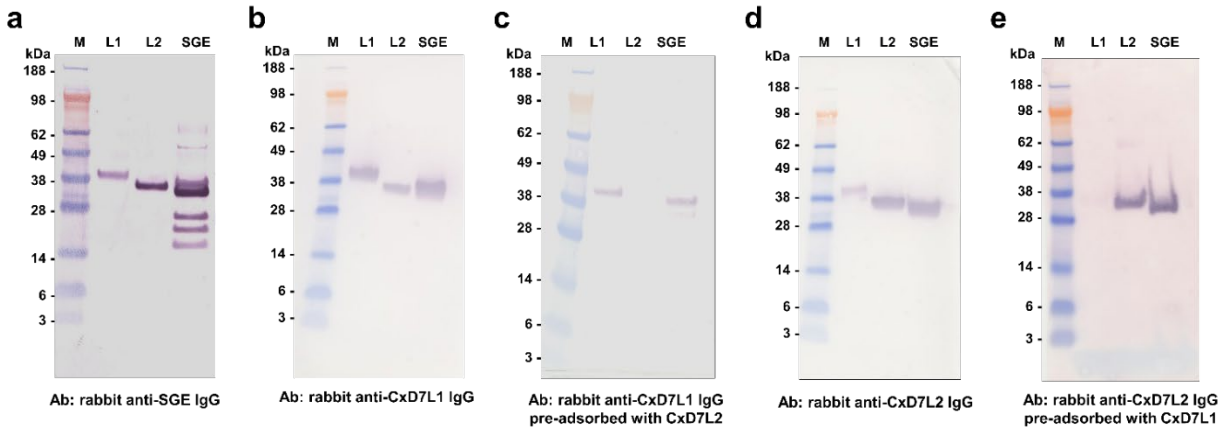 a
M L1 L2 SGE
kDa
188
98
62
49
38
28
14
6
3
Ab: rabbit anti-SGE IgG
b
M L1 L2 SGE
kDa
188
98
62
49
38
28
14
6
3
Ab: rabbit anti-CxD7L1 IgG
c
M L1 L2 SGE
kDa
188
98
62
49
38
28
14
6
3
Ab: rabbit anti-CxD7L1 IgG
pre-adsorbed with CxD7L2
d
M L1 L2 SGE
kDa
188
98
62
49
38
28
14
6
3
Ab: rabbit anti-CxD7L2 IgG
e
M L1 L2 SGE
kDa
188
98
62
49
38
28
14
6
3
Ab: rabbit anti-CxD7L2 IgG
pre-adsorbed with CxD7L1